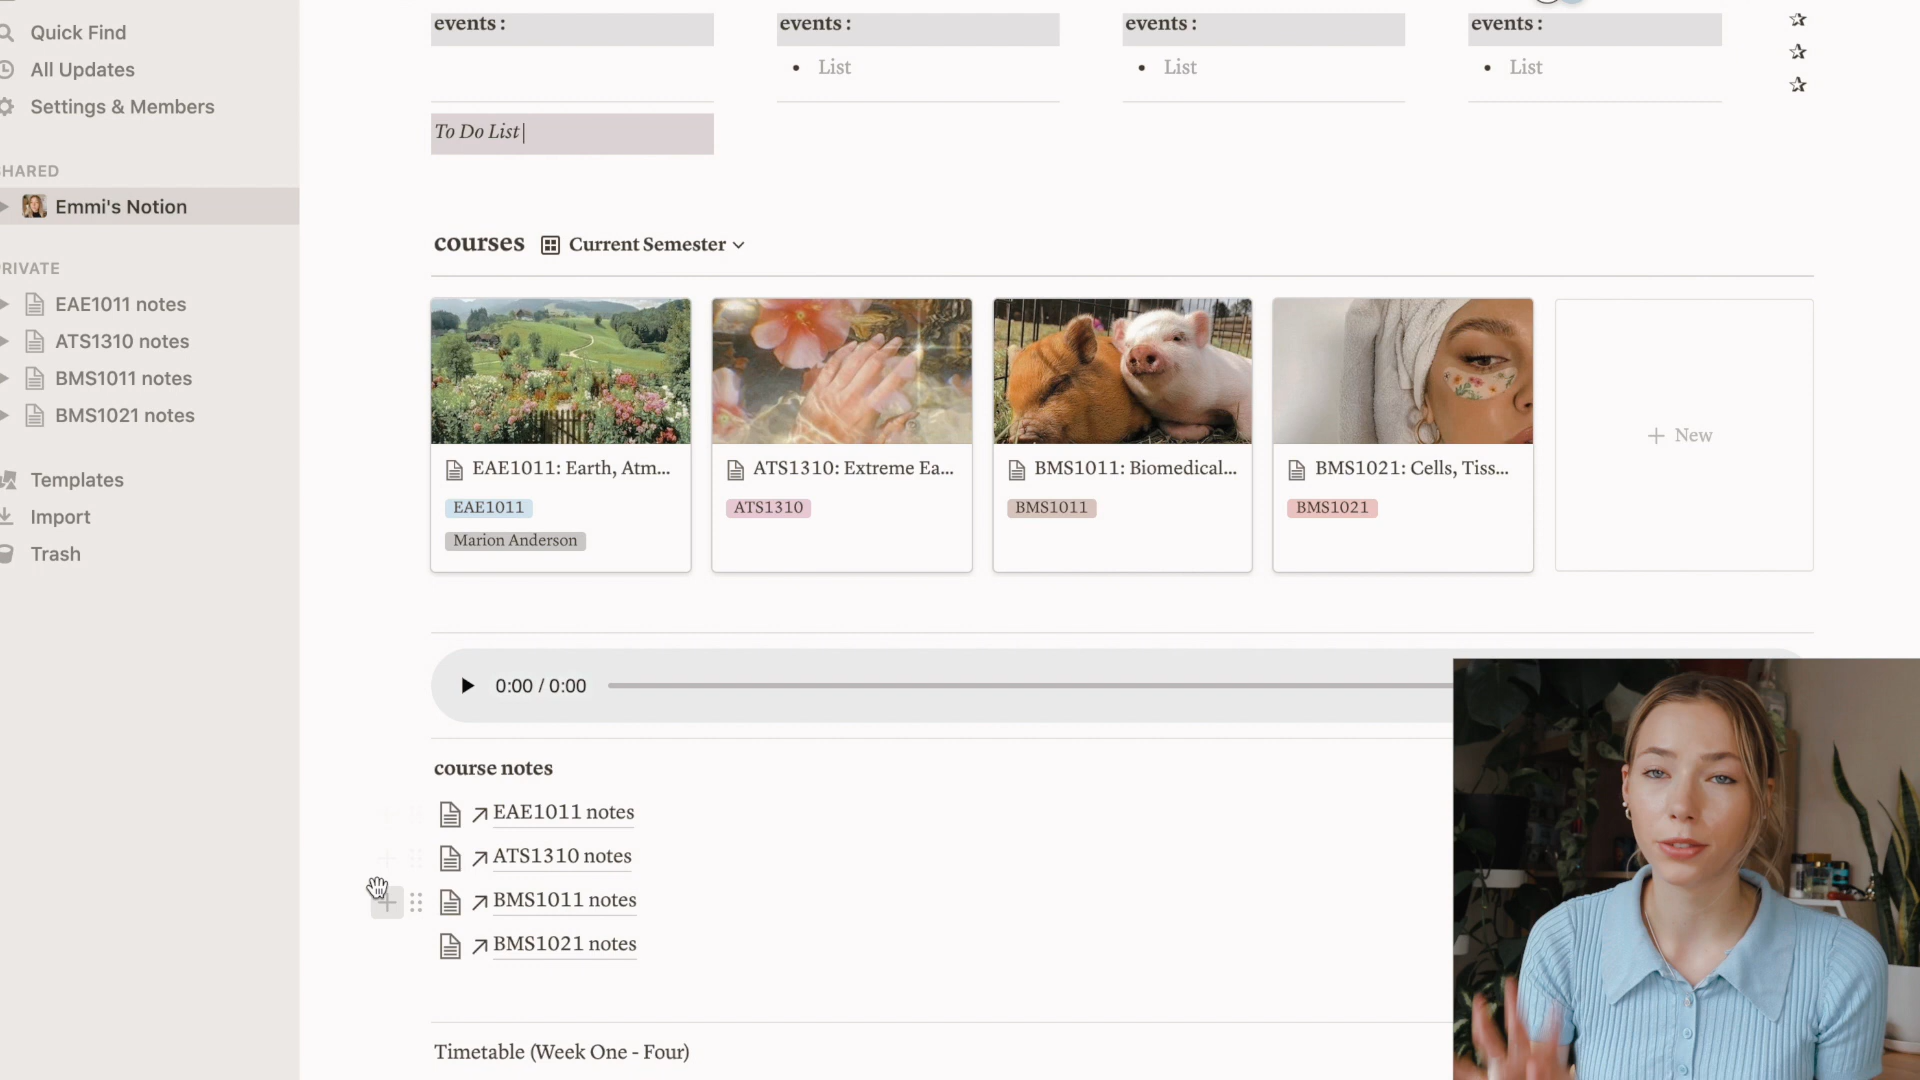 Quick Find
All Updates
Settings & Members
HARED
Emmi's Notion
RIVATE
EAE1011 notes
ATS1310 notes
BMS1011 notes
BMS1021 notes
Templates
Import
Trash
events :
events :
events :
events :
List
List
List
To Do List
courses
Current Semester
EAE1011: Earth, Atm...
EAE1011
Marion Anderson
ATS1310: Extreme Ea...
ATS1310
BMS1011: Biomedical...
BMS1011
BMS1021: Cells, Tiss...
BMS1021
New
0:00 / 0:00
course notes
EAE1011 notes
ATS1310 notes
BMS1011 notes
BMS1021 notes
Timetable (Week One - Four)